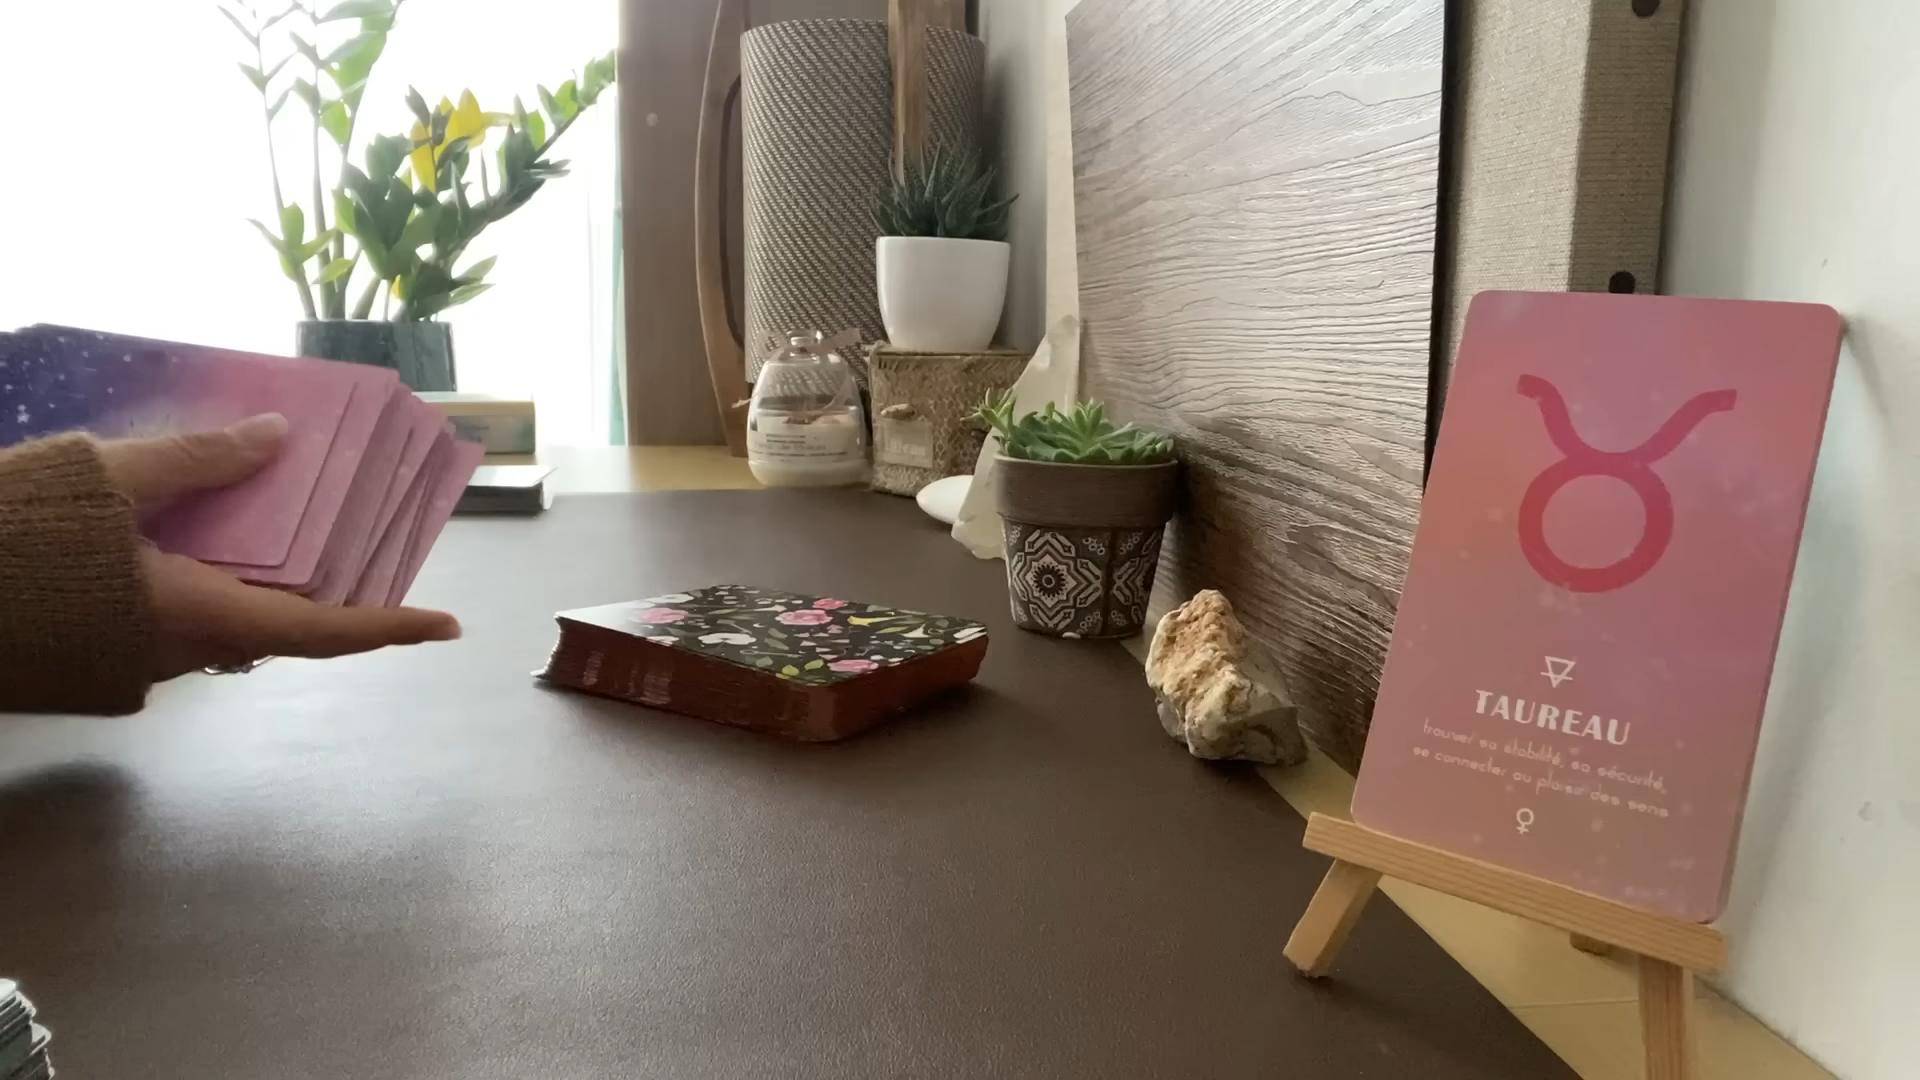 TAUREAU
trouver sa stabilité, sa sécurité,
se connecter au plaisir des sens